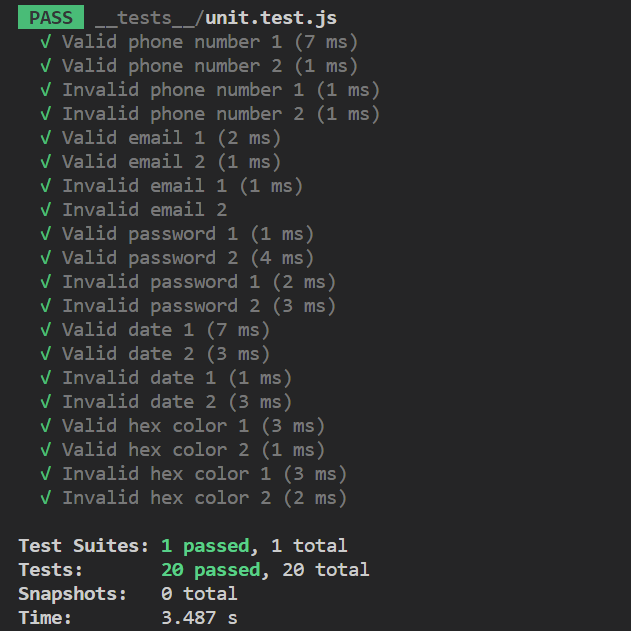 PASS __tests__/unit.test.js
√ Valid phone number 1 (7 ms)
√ Valid phone number 2 (1 ms)
√ Invalid phone number 1 (1 ms)
√ Invalid phone number 2 (1 ms)
√ Valid email 1 (2 ms)
√ Valid email 2 (1 ms)
√ Invalid email 1 (1 ms)
√ Invalid email 2
√ Valid password 1 (1 ms)
√ Valid password 2 (4 ms)
√ Invalid password 1 (2 ms)
√ Invalid password 2 (3 ms)
√ Valid date 1 (7 ms)
√ Valid date 2 (3 ms)
√ Invalid date 1 (1 ms)
√ Invalid date 2 (3 ms)
√ Valid hex color 1 (3 ms)
√ Valid hex color 2 (1 ms)
√ Invalid hex color 1 (3 ms)
√ Invalid hex color 2 (2 ms)
Test Suites: 1 passed, 1 total
Tests: 20 passed, 20 total
Snapshots: 0 total
Time: 3.487 s